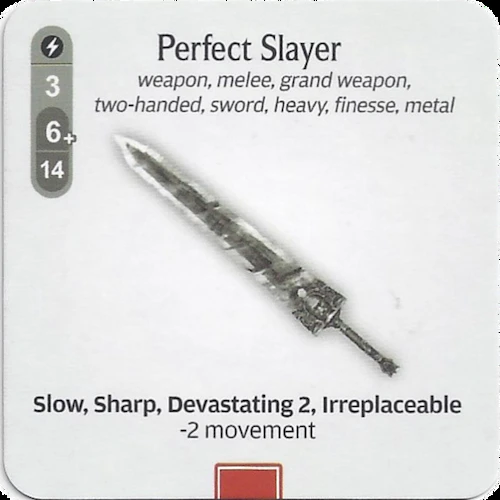 Perfect Slayer
weapon, melee, grand weapon,
two-handed, sword, heavy, finesse, metal
3
6+
14
Slow, Sharp, Devastating 2, Irreplaceable
-2 movement